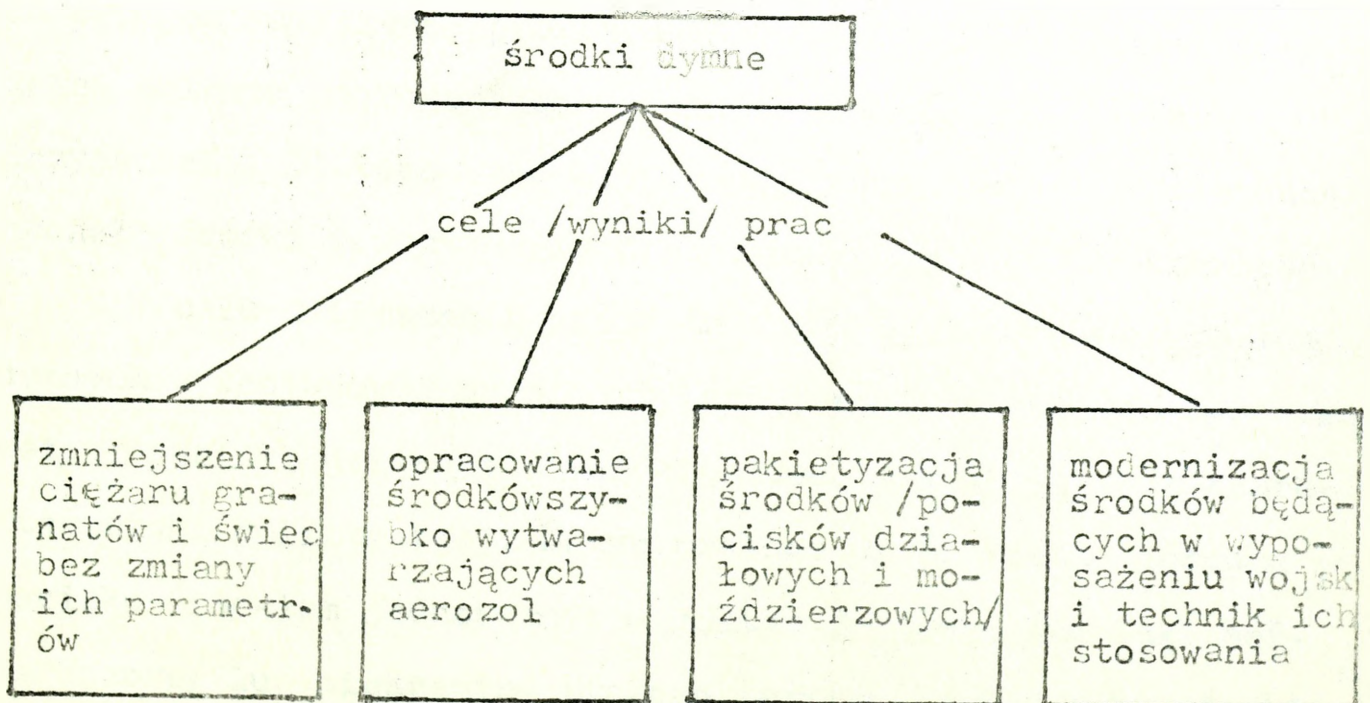 środki dymne
cele /wyniki/ prac
zmniejszenie
ciężaru gra-
natów i świec
bez zmiany
ich parametr-
ów
opracowanie
środkówszy-
bko wytwa-
rzających
aerozol
pakietyzacja
środków /po-
cisków dzia-
łowych i mo-
ździerzowych/
modernizacja
środków będą-
cych w wypo-
sażeniu wojsk
i technik ich
stosowania